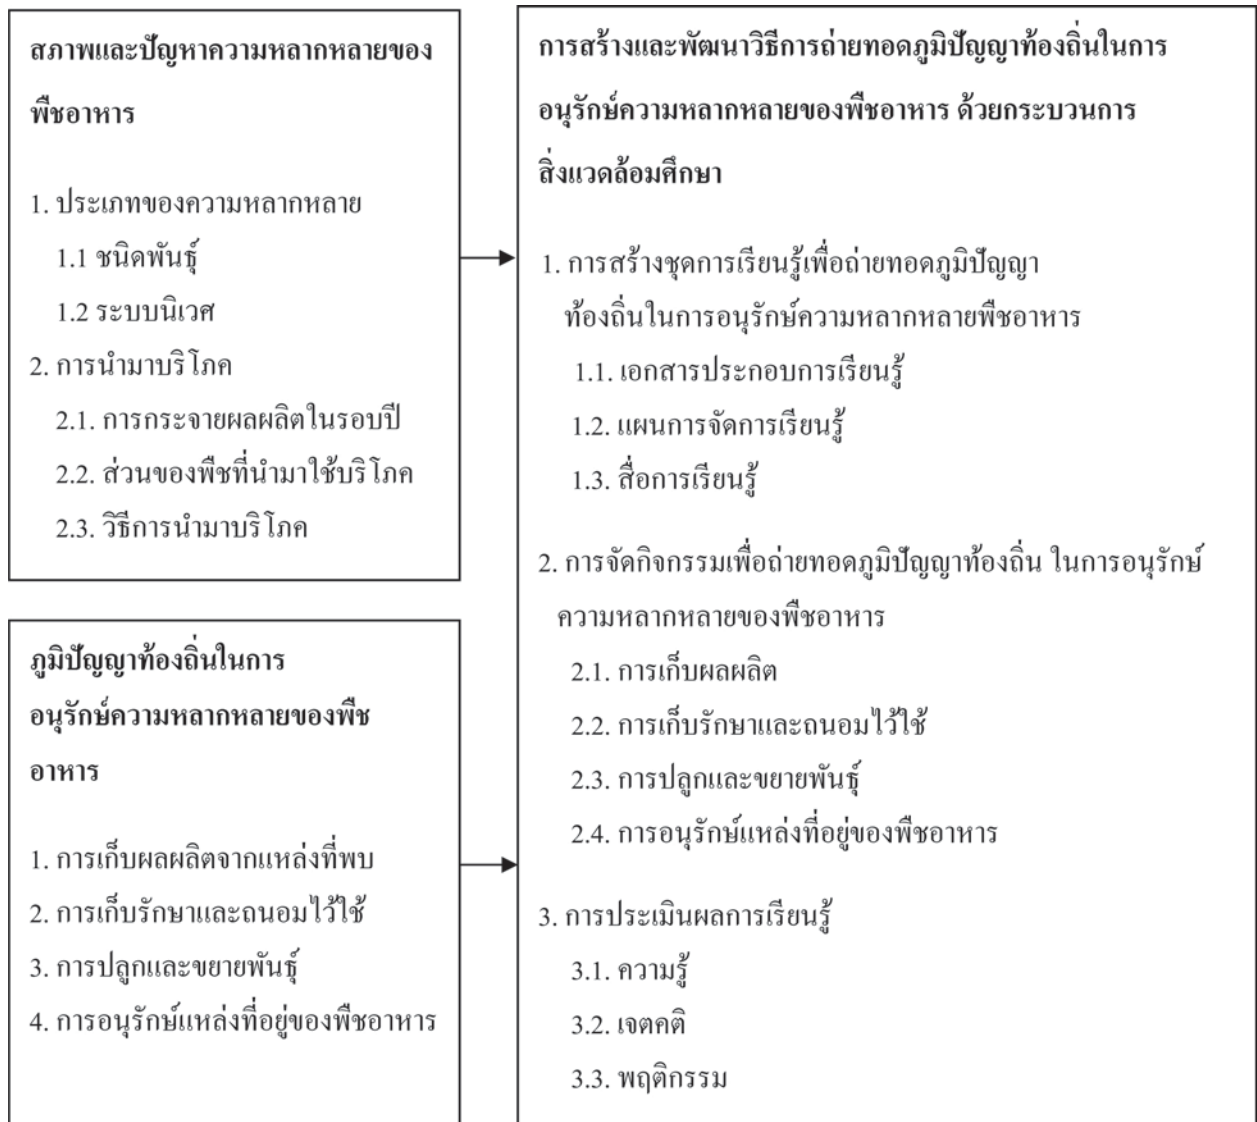 สภาพและปัญหาความหลากหลายของ
พืชอาหาร
1. ประเภทของความหลากหลาย
1.1 ชนิดพันธุ์
1.2 ระบบนิเวศ
2. การนำมาบริโภค
2.1. การกระจายผลผลิตในรอบปี
2.2. ส่วนของพืชที่นำมาใช้บริโภค
2.3. วิธีการนำมาบริโภค
ภูมิปัญญาท้องถิ่นในการ
อนุรักษ์ความหลากหลายของพืช
อาหาร
1. การเก็บผลผลิตจากแหล่งที่พบ
2. การเก็บรักษาและถนอมไว้ใช้
3. การปลูกและขยายพันธุ์
4. การอนุรักษ์แหล่งที่อยู่ของพืชอาหาร
การสร้างและพัฒนาวิธีการถ่ายทอดภูมิปัญญาท้องถิ่นในการ
อนุรักษ์ความหลากหลายของพืชอาหาร ด้วยกระบวนการ
สิ่งแวดล้อมศึกษา
1. การสร้างชุดการเรียนรู้เพื่อถ่ายทอดภูมิปัญญา
ท้องถิ่นในการอนุรักษ์ความหลากหลายพืชอาหาร
1.1. เอกสารประกอบการเรียนรู้
1.2. แผนการจัดการเรียนรู้
1.3. สื่อการเรียนรู้
2. การจัดกิจกรรมเพื่อถ่ายทอดภูมิปัญญาท้องถิ่น ในการอนุรักษ์
ความหลากหลายของพืชอาหาร
2.1. การเก็บผลผลิต
2.2. การเก็บรักษาและถนอมไว้ใช้
2.3. การปลูกและขยายพันธุ์
2.4. การอนุรักษ์แหล่งที่อยู่ของพืชอาหาร
3. การประเมินผลการเรียนรู้
3.1. ความรู้
3.2. เจตคติ
3.3. พฤติกรรม